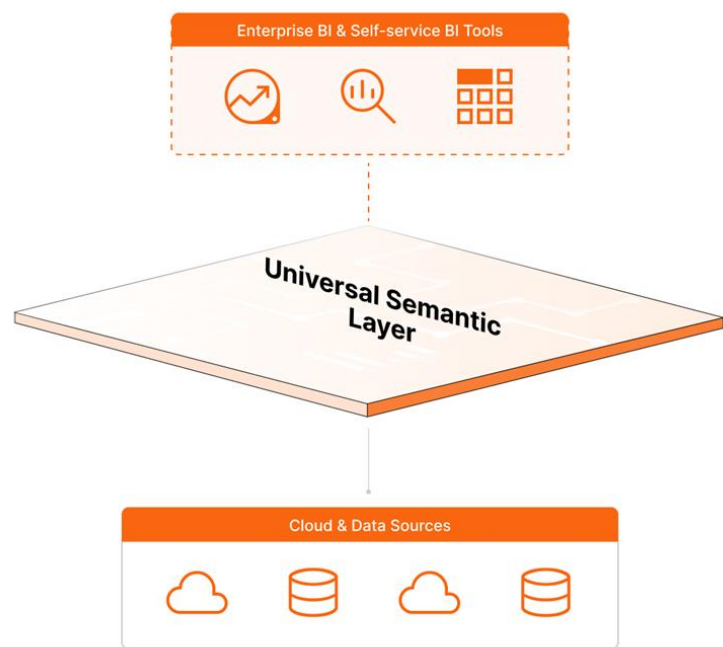 Enterprise BI & Self-service BI Tools
Universal Semantic
Layer
Cloud & Data Sources